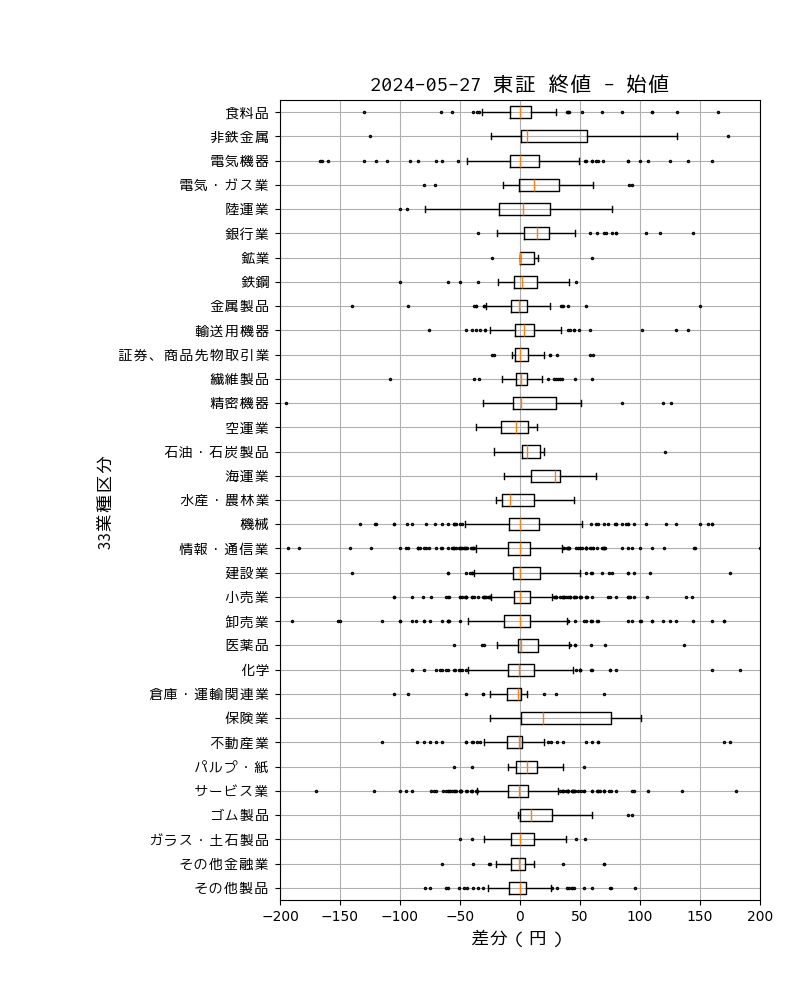 2024-05-27 東証 終値 - 始値
食料品
非鉄金属
電気機器
電気・ガス業
陸運業
銀行業
鉱業
鉄鋼
金属製品
輸送用機器
証券、商品先物取引業
繊維製品
精密機器
空運業
石油・石炭製品
海運業
水産・農林業
機械
情報・通信業
建設業
小売業
卸売業
医薬品
化学
倉庫・運輸関連業
保険業
不動産業
パルプ・紙
サービス業
ゴム製品
ガラス・土石製品
その他金融業
その他製品
33業種区分
−200 −150 −100 −50 0 50 100 150 200
差分（円）